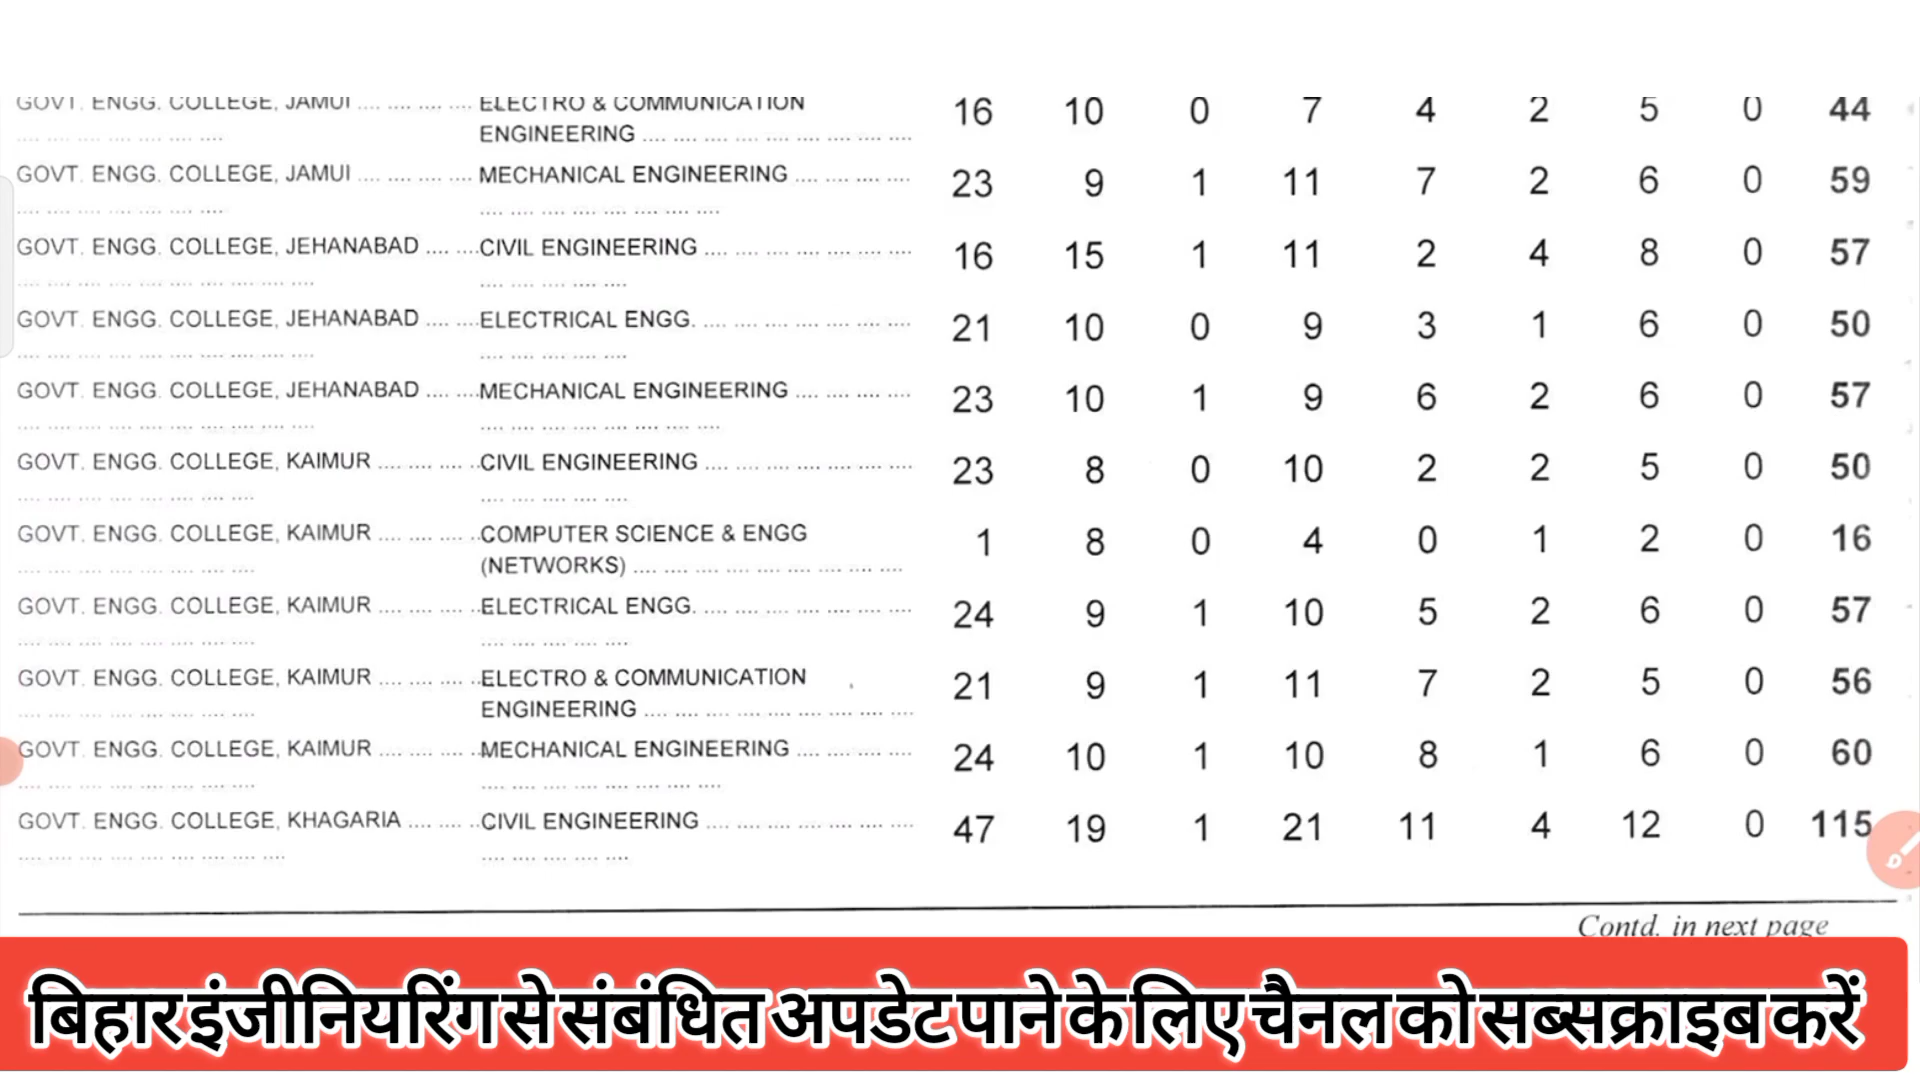 GOVT. ENGG. COLLEGE, JAMUI .... .... .... .... ELECTRO & COMMUNICATION 16 10 0 7 4 2 5 0 44
ENGINEERING .... .... .... .... .... .... .... .... ....
GOVT. ENGG. COLLEGE, JAMUI .... .... .... .... MECHANICAL ENGINEERING .... .... .... .... 23 9 1 11 7 2 6 0 59
GOVT. ENGG. COLLEGE, JEHANABAD .... .... CIVIL ENGINEERING .... .... .... .... .... .... .... 16 15 1 11 2 4 8 0 57
GOVT. ENGG. COLLEGE, JEHANABAD .... .... ELECTRICAL ENGG. .... .... .... .... .... .... .... 21 10 0 9 3 1 6 0 50
GOVT. ENGG. COLLEGE, JEHANABAD .... .... MECHANICAL ENGINEERING .... .... .... .... 23 10 1 9 6 2 6 0 57
GOVT. ENGG. COLLEGE, KAIMUR .... .... .... .. CIVIL ENGINEERING .... .... .... .... .... .... .... 23 8 0 10 2 2 5 0 50
GOVT. ENGG. COLLEGE, KAIMUR .... .... .... .. COMPUTER SCIENCE & ENGG 1 8 0 4 0 1 2 0 16
(NETWORKS) .... .... .... .... .... .... .... .... ....
GOVT. ENGG. COLLEGE, KAIMUR .... .... .... .. ELECTRICAL ENGG. .... .... .... .... .... .... .... 24 9 1 10 5 2 6 0 57
GOVT. ENGG. COLLEGE, KAIMUR .... .... .... .. ELECTRO & COMMUNICATION 21 9 1 11 7 2 5 0 56
ENGINEERING .... .... .... .... .... .... .... .... ....
GOVT. ENGG. COLLEGE, KAIMUR .... .... .... .. MECHANICAL ENGINEERING .... .... .... .... 24 10 1 10 8 1 6 0 60
GOVT. ENGG. COLLEGE, KHAGARIA .... .... .. CIVIL ENGINEERING .... .... .... .... .... .... .... 47 19 1 21 11 4 12 0 115
Contd. in next page
बिहार इंजीनियरिंग से संबंधित अपडेट पाने के लिए चैनल को सब्सक्राइब करें